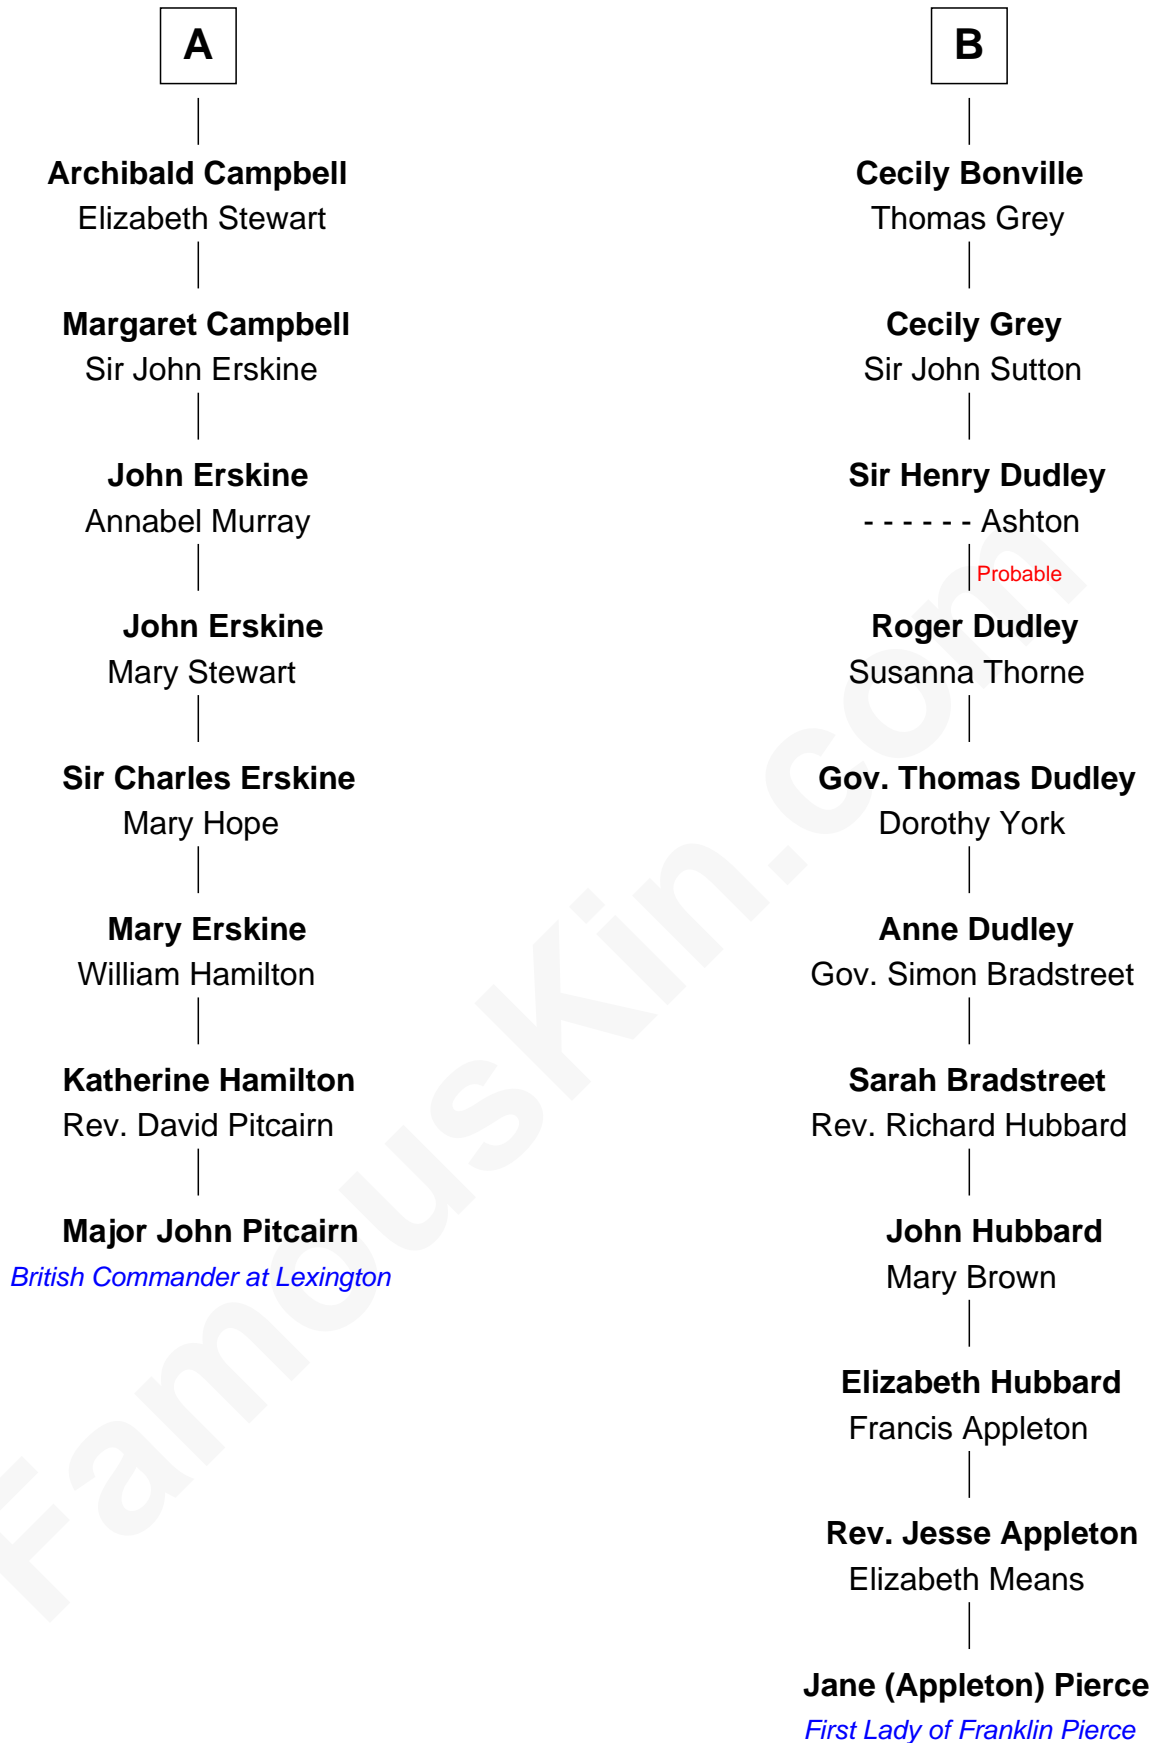 A
Archibald Campbell
Elizabeth Stewart
Margaret Campbell
Sir John Erskine
John Erskine
Annabel Murray
John Erskine
Mary Stewart
Sir Charles Erskine
Mary Hope
Mary Erskine
William Hamilton
Katherine Hamilton
Rev. David Pitcairn
Major John Pitcairn
British Commander at Lexington
B
Cecily Bonville
Thomas Grey
Cecily Grey
Sir John Sutton
Sir Henry Dudley
- - - - - - Ashton
Probable
Roger Dudley
Susanna Thorne
Gov. Thomas Dudley
Dorothy York
Anne Dudley
Gov. Simon Bradstreet
Sarah Bradstreet
Rev. Richard Hubbard
John Hubbard
Mary Brown
Elizabeth Hubbard
Francis Appleton
Rev. Jesse Appleton
Elizabeth Means
Jane (Appleton) Pierce
First Lady of Franklin Pierce
FamousKin.com